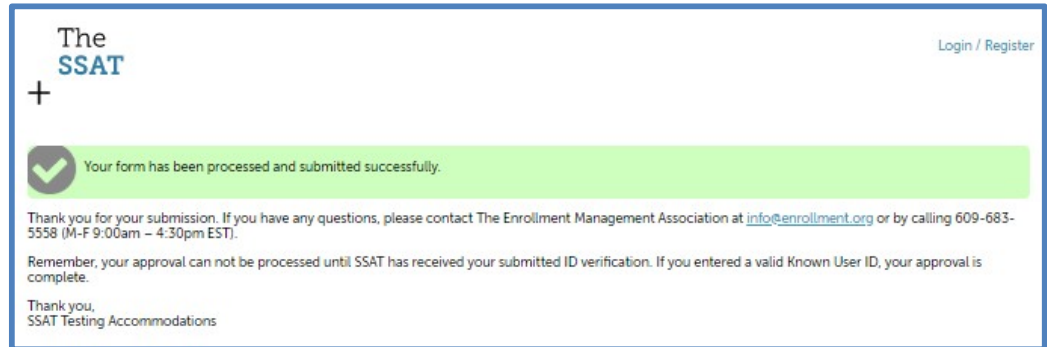 The
SSAT
+
Login / Register
Your form has been processed and submitted successfully.
Thank you for your submission. If you have any questions, please contact The Enrollment Management Association at info@enrollment.org or by calling 609-683-
5558 (M-F 9:00am – 4:30pm EST).
Remember, your approval can not be processed until SSAT has received your submitted ID verification. If you entered a valid Known User ID, your approval is
complete.
Thank you,
SSAT Testing Accommodations